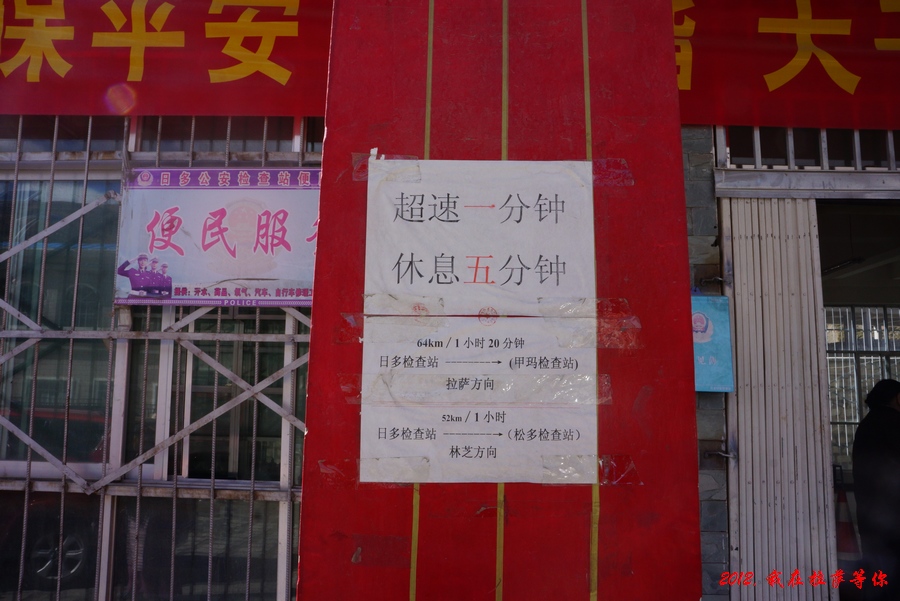 保平安
大
日多公安检查站便
便民服
POLICE
超速一分钟
休息五分钟
64km / 1小时20分钟
日多检查站 --------→ (甲玛检查站)
拉萨方向
52km / 1小时
日多检查站 --------→ （松多检查站）
林芝方向
2012. 我在拉萨等你